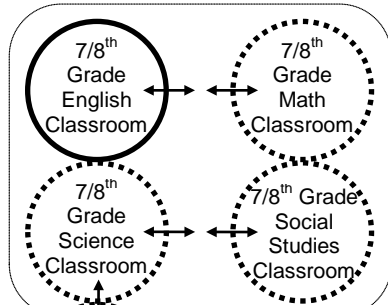 7/8th
Grade
English
Classroom
7/8th
Grade
Math
Classroom
7/8th
Grade
Science
Classroom
7/8th Grade
Social
Studies
Classroom